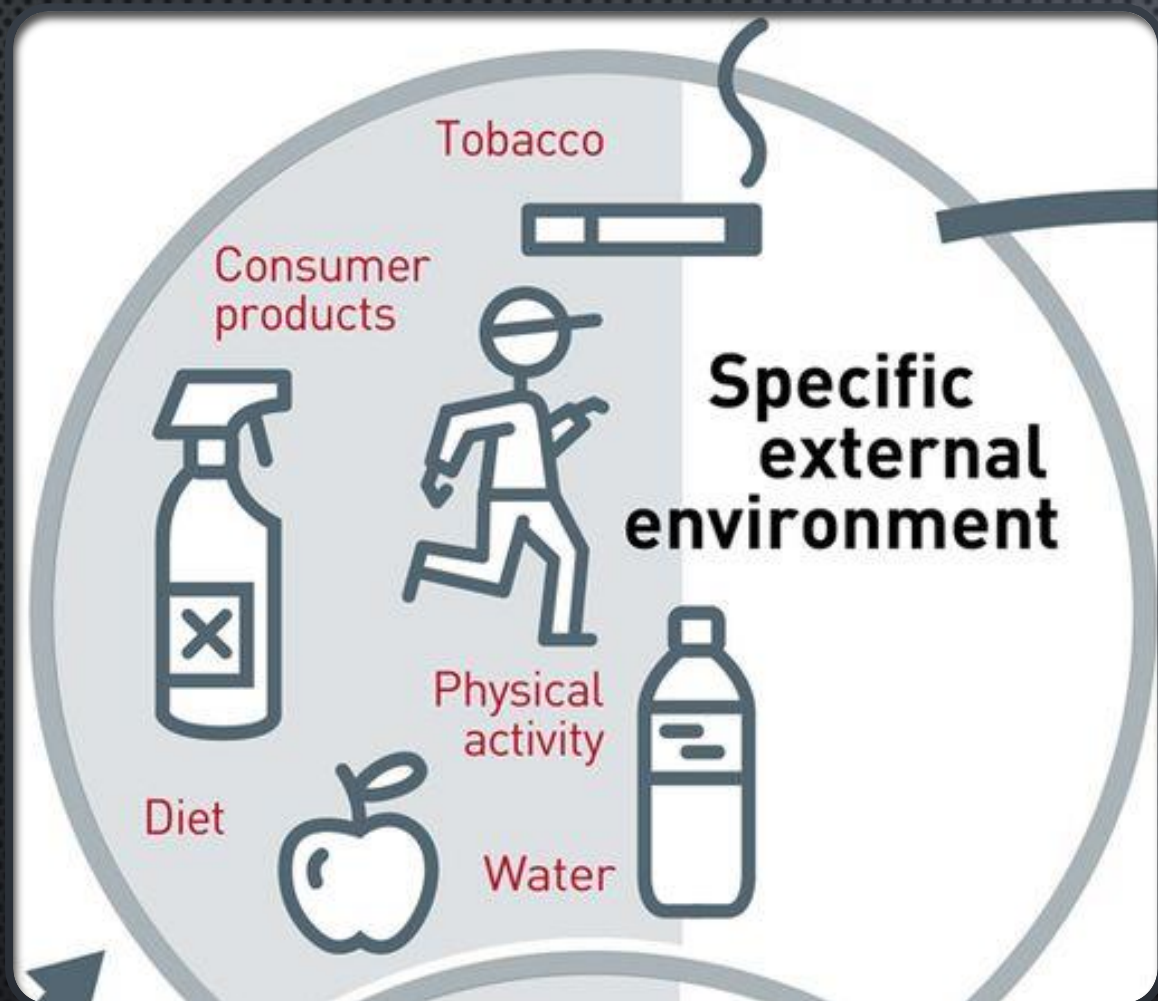 Tobacco
Consumer
products
Specific
external
environment
Physical
activity
Diet
Water